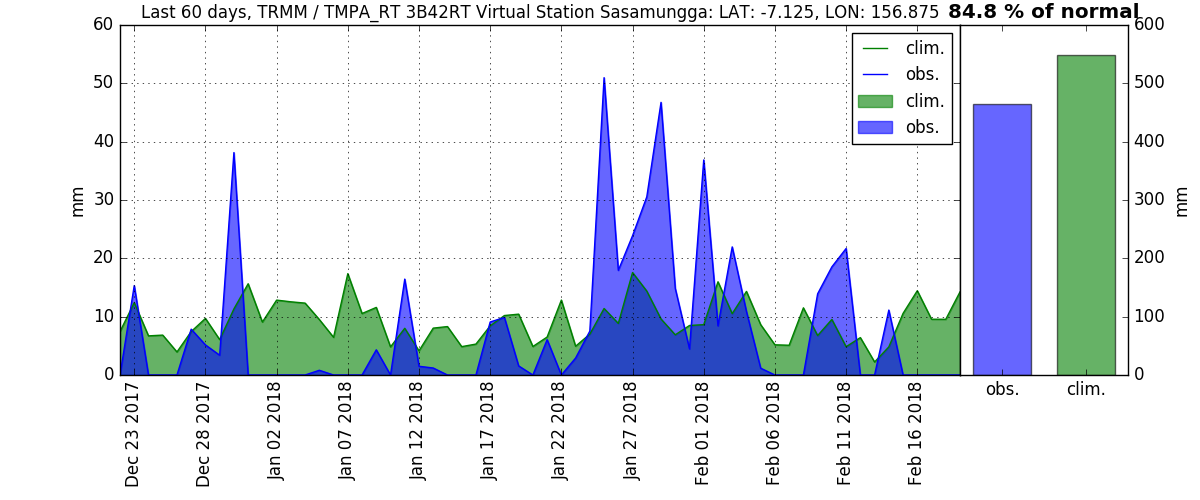 Last 60 days, TRMM / TMPA_RT 3B42RT Virtual Station Sasamungga: LAT: -7.125, LON: 156.875
84.8 % of normal
60
50
40
30
20
10
0
mm
clim.
obs.
clim.
obs.
600
500
400
300
200
100
0
mm
obs.
clim.
Dec 23 2017
Dec 28 2017
Jan 02 2018
Jan 07 2018
Jan 12 2018
Jan 17 2018
Jan 22 2018
Jan 27 2018
Feb 01 2018
Feb 06 2018
Feb 11 2018
Feb 16 2018